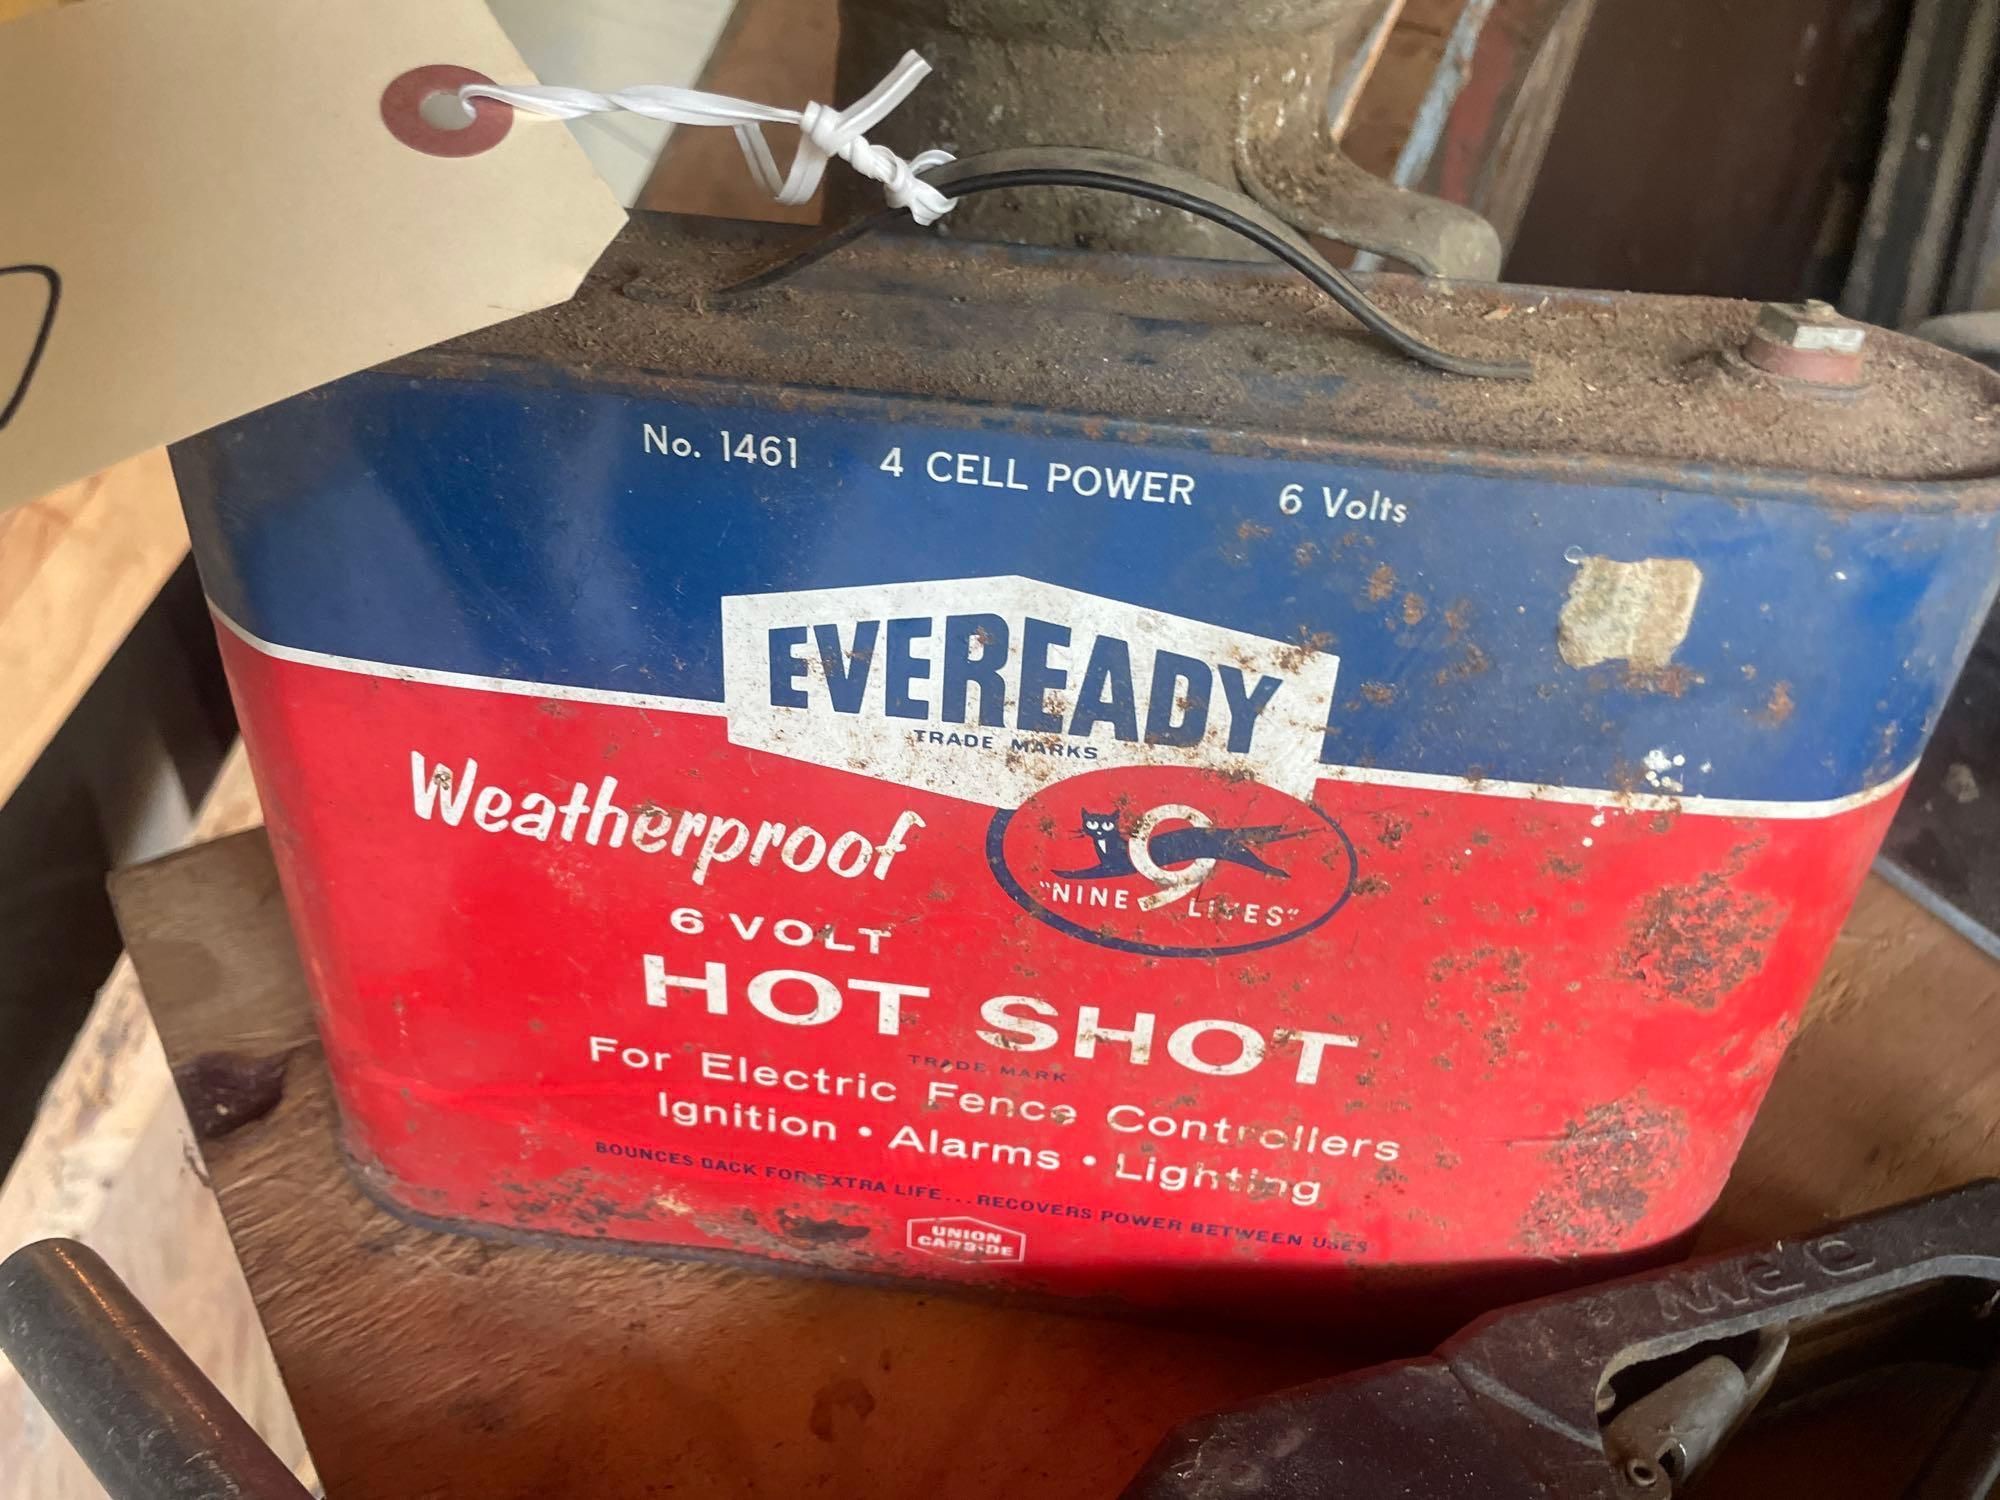 No. 1461 4 CELL POWER 6 Volts
EVEREADY
TRADE MARKS
Weatherproof
9
"NINE LIVES"
6 VOLT
HOT SHOT
TRADE MARK
For Electric Fence Controllers
Ignition • Alarms • Lighting
BOUNCES BACK FOR EXTRA LIFE...RECOVERS POWER BETWEEN USES
UNION
CARBIDE